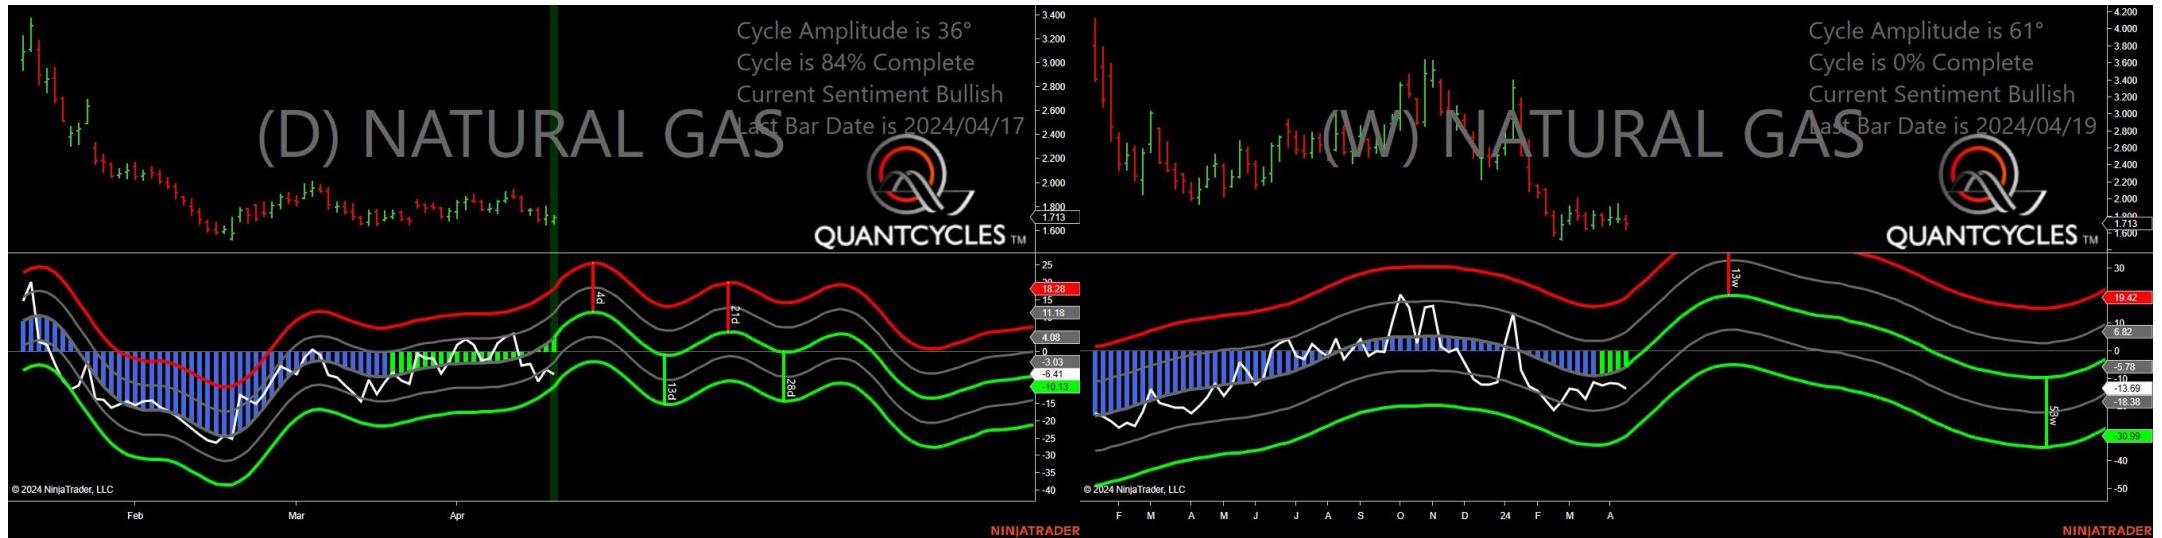 Cycle Amplitude is 36°
Cycle is 84% Complete
Current Sentiment Bullish
Last Bar Date is 2024/04/17
(D) NATURAL GAS
QUANTCYCLES TM
3.400
3.200
3.000
2.800
2.600
2.400
2.200
2.000
1.800
1.713
1.600
25
18.28
15
11.18
4.08
0
-3.03
-6.41
-10.13
-15
-20
-25
-30
-35
-40
4d
13d
21d
28d
© 2024 NinjaTrader, LLC
Feb Mar Apr
NINJATRADER
Cycle Amplitude is 61°
Cycle is 0% Complete
Current Sentiment Bullish
Last Bar Date is 2024/04/19
(W) NATURAL GAS
QUANTCYCLES TM
4.200
4.000
3.800
3.600
3.400
3.200
3.000
2.800
2.600
2.400
2.200
2.000
1.800
1.713
1.600
30
19.42
10
6.82
0
-5.78
-10
-13.69
-18.38
-30.99
-40
-50
13w
53w
© 2024 NinjaTrader, LLC
F M A M J J A S O N D 24 F M A
NINJATRADER